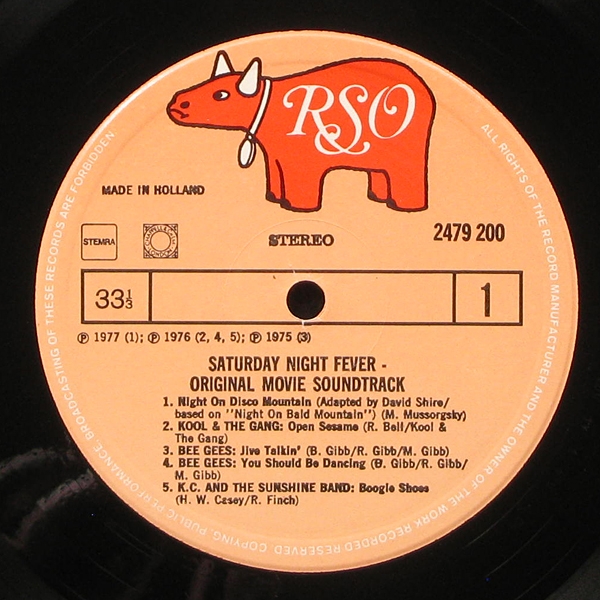 RSO
MADE IN HOLLAND
STEMRA
STEREO
2479 200
33⅓
1
℗ 1977 (1); ℗ 1976 (2, 4, 5); ℗ 1975 (3)
SATURDAY NIGHT FEVER -
ORIGINAL MOVIE SOUNDTRACK
1. Night On Disco Mountain (Adapted by David Shire/
based on "Night On Bald Mountain") (M. Mussorgsky)
2. KOOL & THE GANG: Open Sesame (R. Bell/Kool &
The Gang)
3. BEE GEES: Jive Talkin' (B. Gibb/R. Gibb/M. Gibb)
4. BEE GEES: You Should Be Dancing (B. Gibb/R. Gibb/
M. Gibb)
5. K.C. AND THE SUNSHINE BAND: Boogie Shoes
(H. W. Casey/R. Finch)
ALL RIGHTS OF THE RECORD MANUFACTURER AND THE OWNER OF THE WORK RECORDED RESERVED COPYING PUBLIC PERFORMANCE BROADCASTING OF THESE RECORDS ARE FORBIDDEN